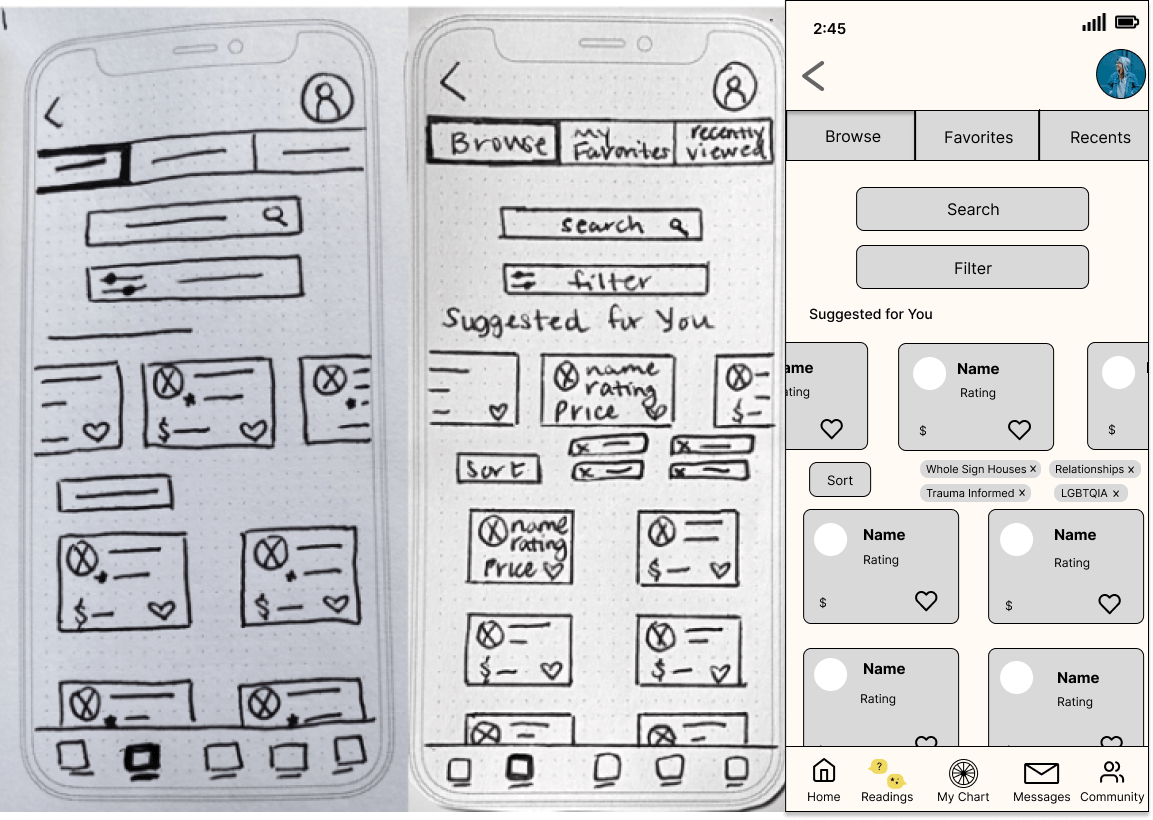 Browse
My Favorites
recently viewed
search
filter
Suggested for You
name
rating
Price
$
Sort
x
x
x
x
name
rating
Price
$
$
$
$
$
$
2:45
Browse
Favorites
Recents
Search
Filter
Suggested for You
ame
ating
Name
Rating
$
$
Sort
Whole Sign Houses x
Relationships x
Trauma Informed x
LGBTQIA x
Name
Rating
$
Name
Rating
$
Name
Rating
Name
Rating
?
Home
Readings
My Chart
Messages
Community